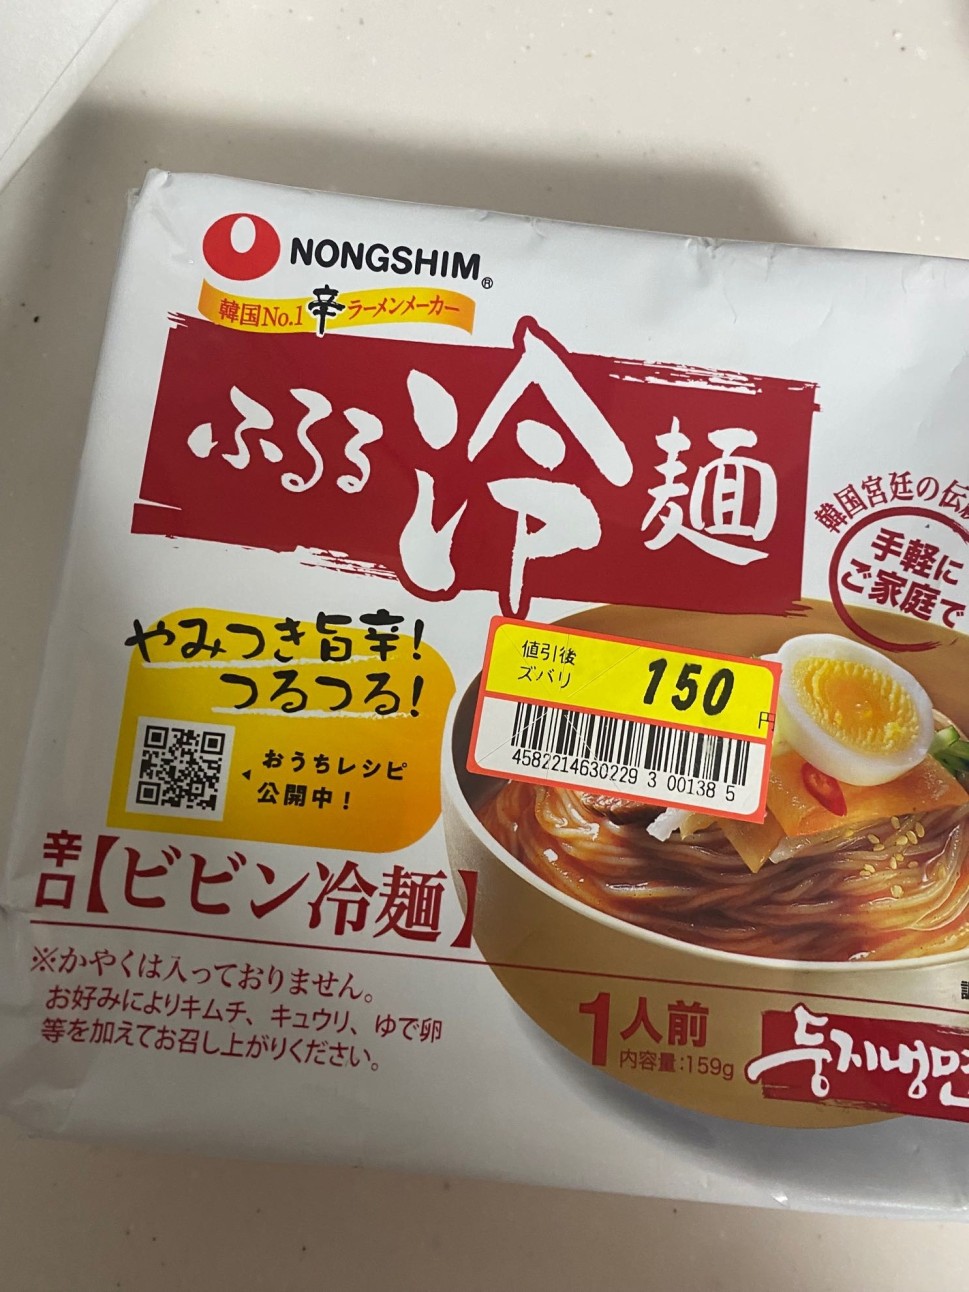 NONGSHIM®
韓国No.1 辛 ラーメンメーカー
ふるる冷麺
韓国宮廷の伝
手軽に
ご家庭で
やみつき旨辛!
つるつる!
おうちレシピ
公開中!
値引後
ズバリ
150
円
4582214630229 3 00138 5
辛口【ビビン冷麺】
※かやくは入っておりません。
お好みによりキムチ、キュウリ、ゆで卵
等を加えてお召し上がりください。
1人前
内容量:159g
둥지냉면